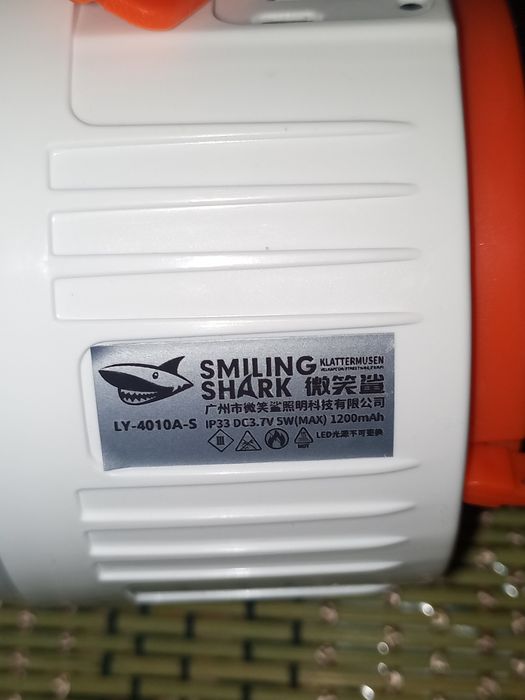 SMILING SHARK 微笑鲨
KLATTERMUSEN
广州市微笑鲨照明科技有限公司
LY-4010A-S IP33 DC3.7V 5W(MAX) 1200mAh
LED光源不可更换